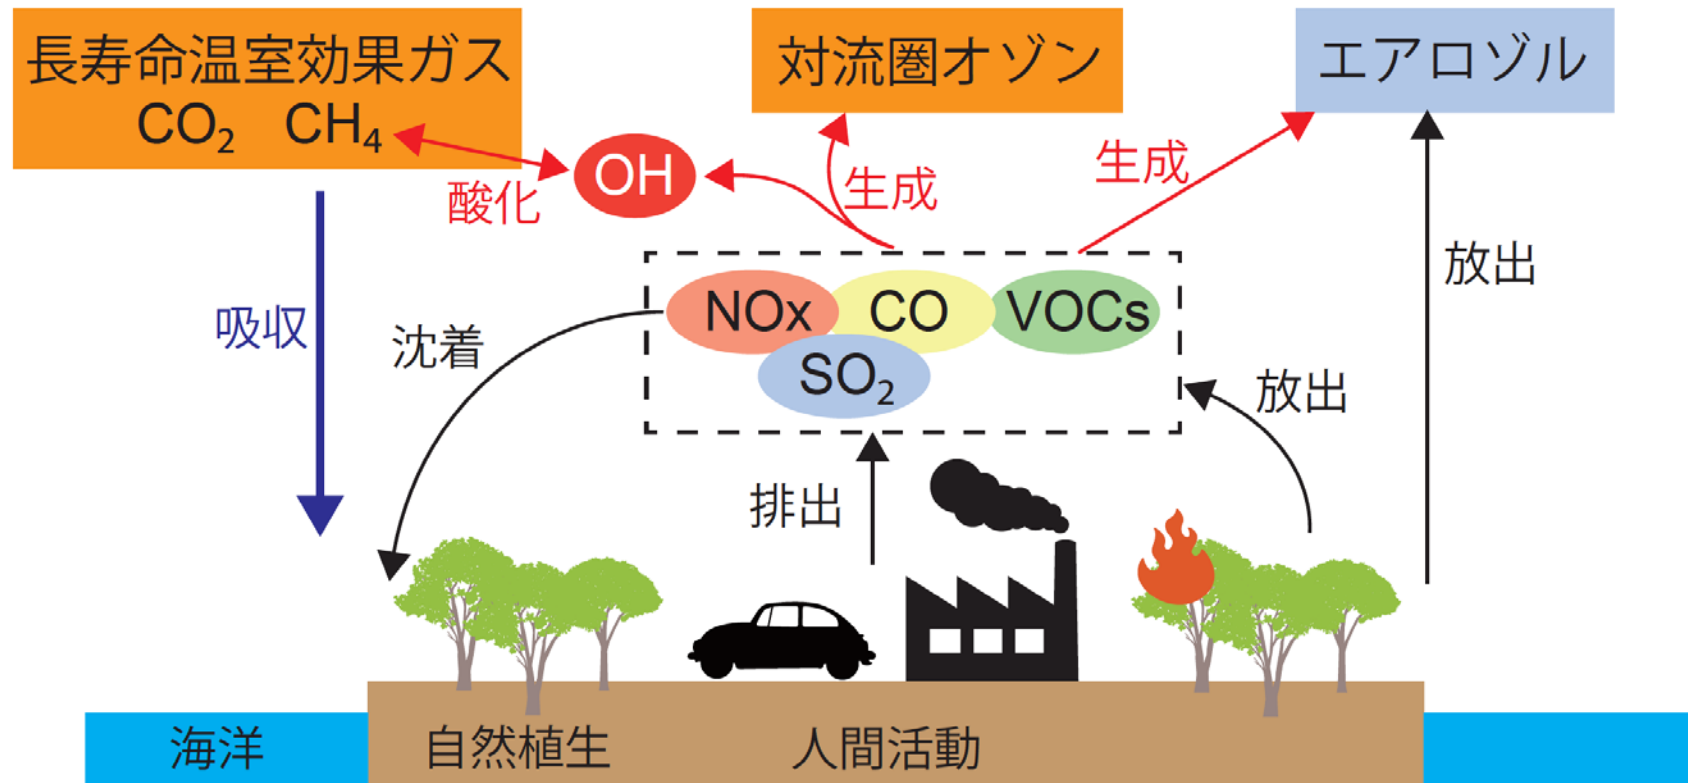 長寿命温室効果ガス
CO₂ CH₄
対流圏オゾン
エアロゾル
酸化
OH
生成
生成
放出
吸収
沈着
NOx
CO
VOCs
SO₂
放出
排出
海洋
自然植生
人間活動